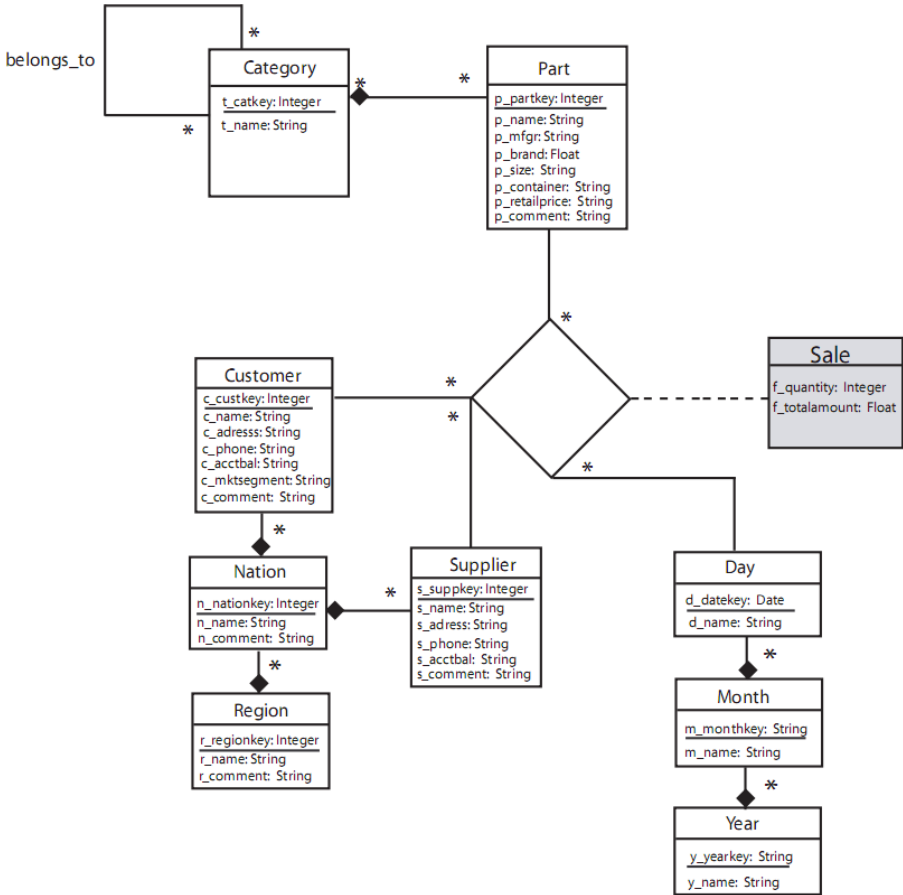 belongs_to
*
*
Category
t_catkey:Integer
t_name:String
*
*
Part
p_partkey:Integer
p_name:String
p_mfgr:String
p_brand:Float
p_size: String
p_container: String
p_retailprice: String
p_comment: String
*
Sale
f_quantity: Integer
f_totalamount: Float
Customer
c_custkey:Integer
c_name:String
c_adresss:String
c_phone:String
c_acctbal:String
c_mktsegment:String
c_comment: String
*
*
*
*
Nation
n_nationkey:Integer
n_name:String
n_comment: String
*
Supplier
s_suppkey:Integer
s_name:String
s_adress: String
s_phone:String
s_acctbal: String
s_comment: String
*
Region
r_regionkey:Integer
r_name:String
r_comment: String
Day
d_datekey: Date
d_name: String
*
Month
m_monthkey: String
m_name: String
*
Year
y_yearkey: String
y_name: String